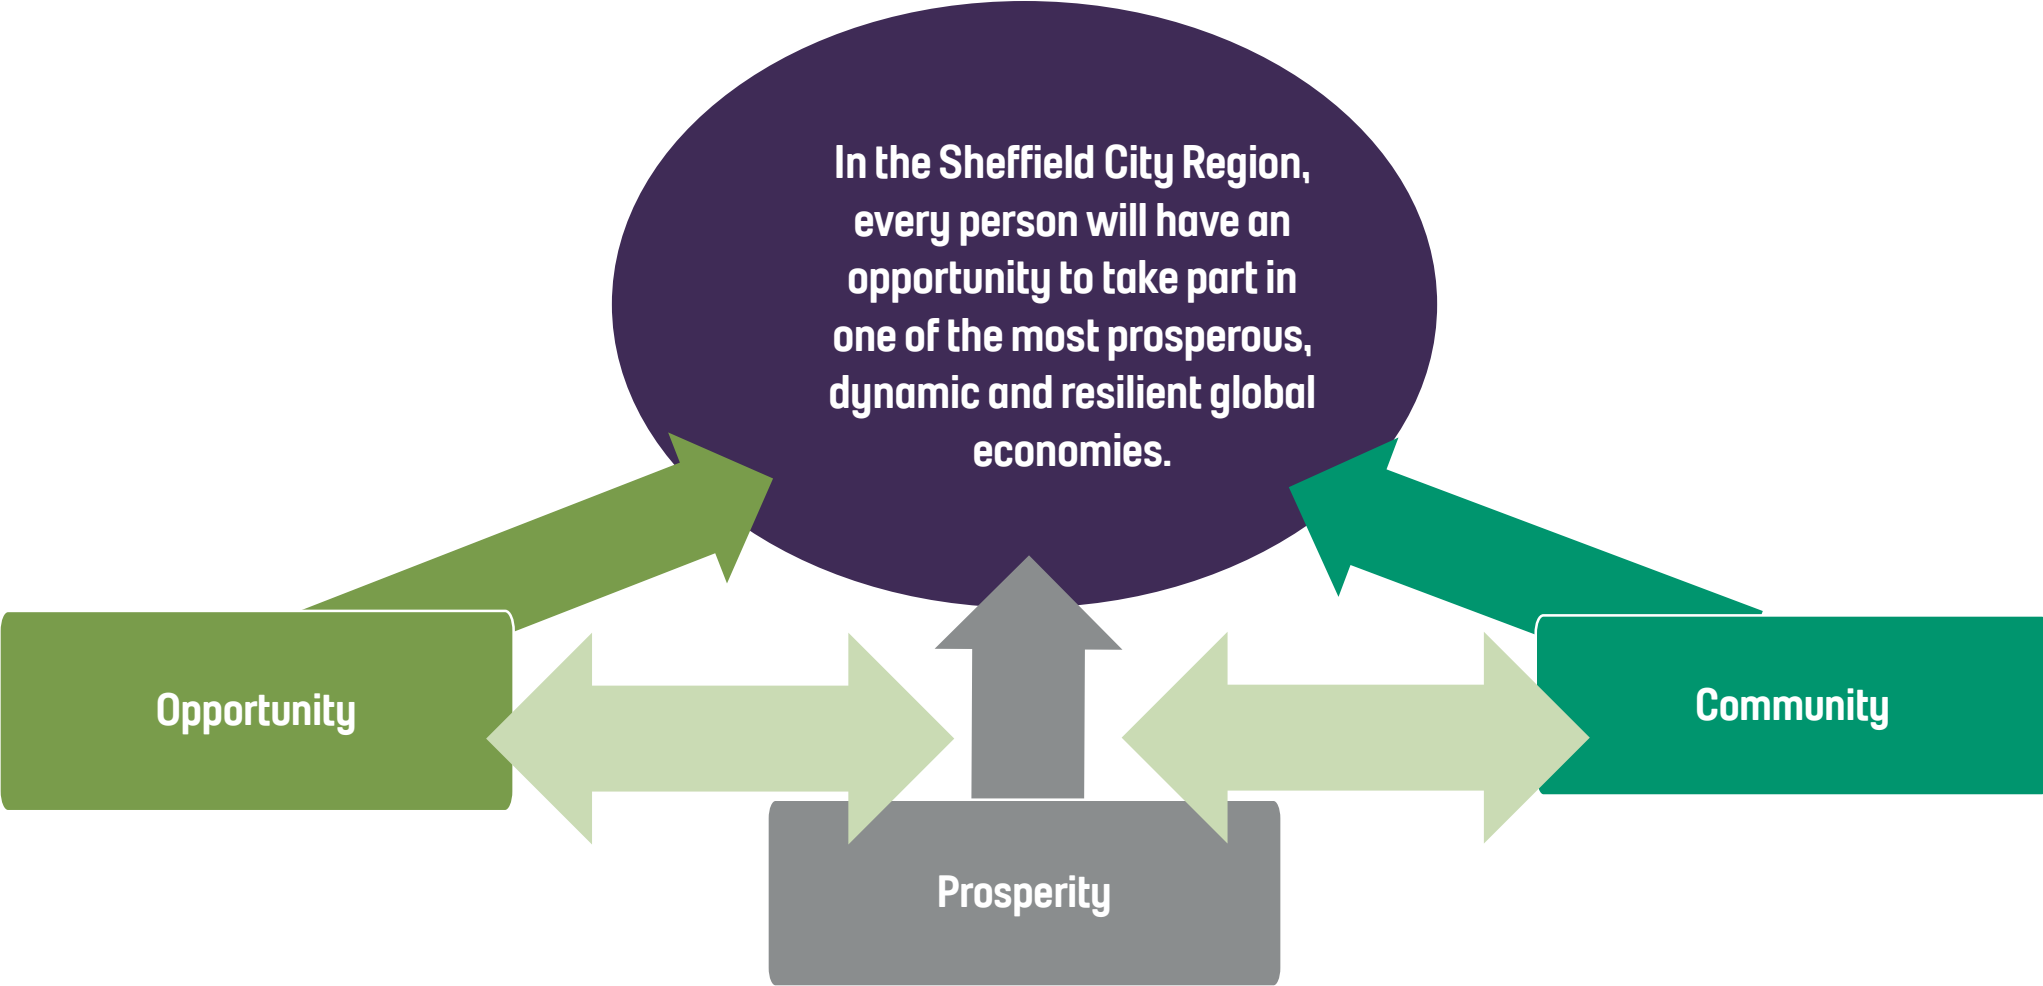 In the Sheffield City Region,
every person will have an
opportunity to take part in
one of the most prosperous,
dynamic and resilient global
economies.
Opportunity
Community
Prosperity